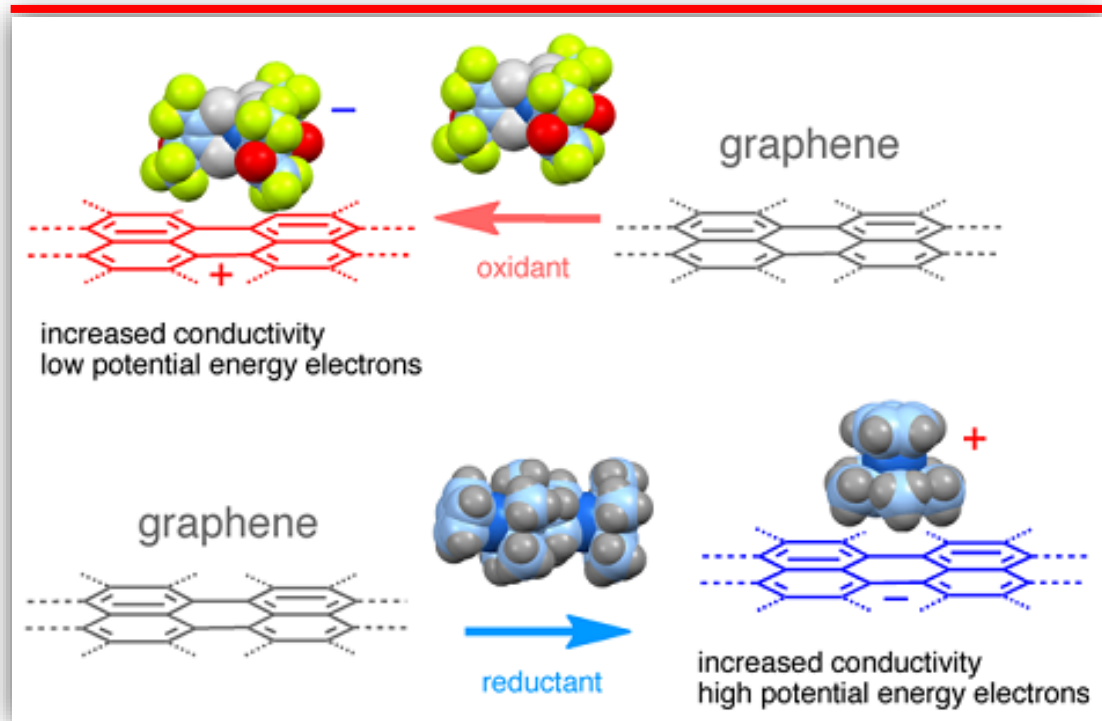 −
graphene
oxidant
+
increased conductivity
low potential energy electrons
+
graphene
−
reductant
increased conductivity
high potential energy electrons